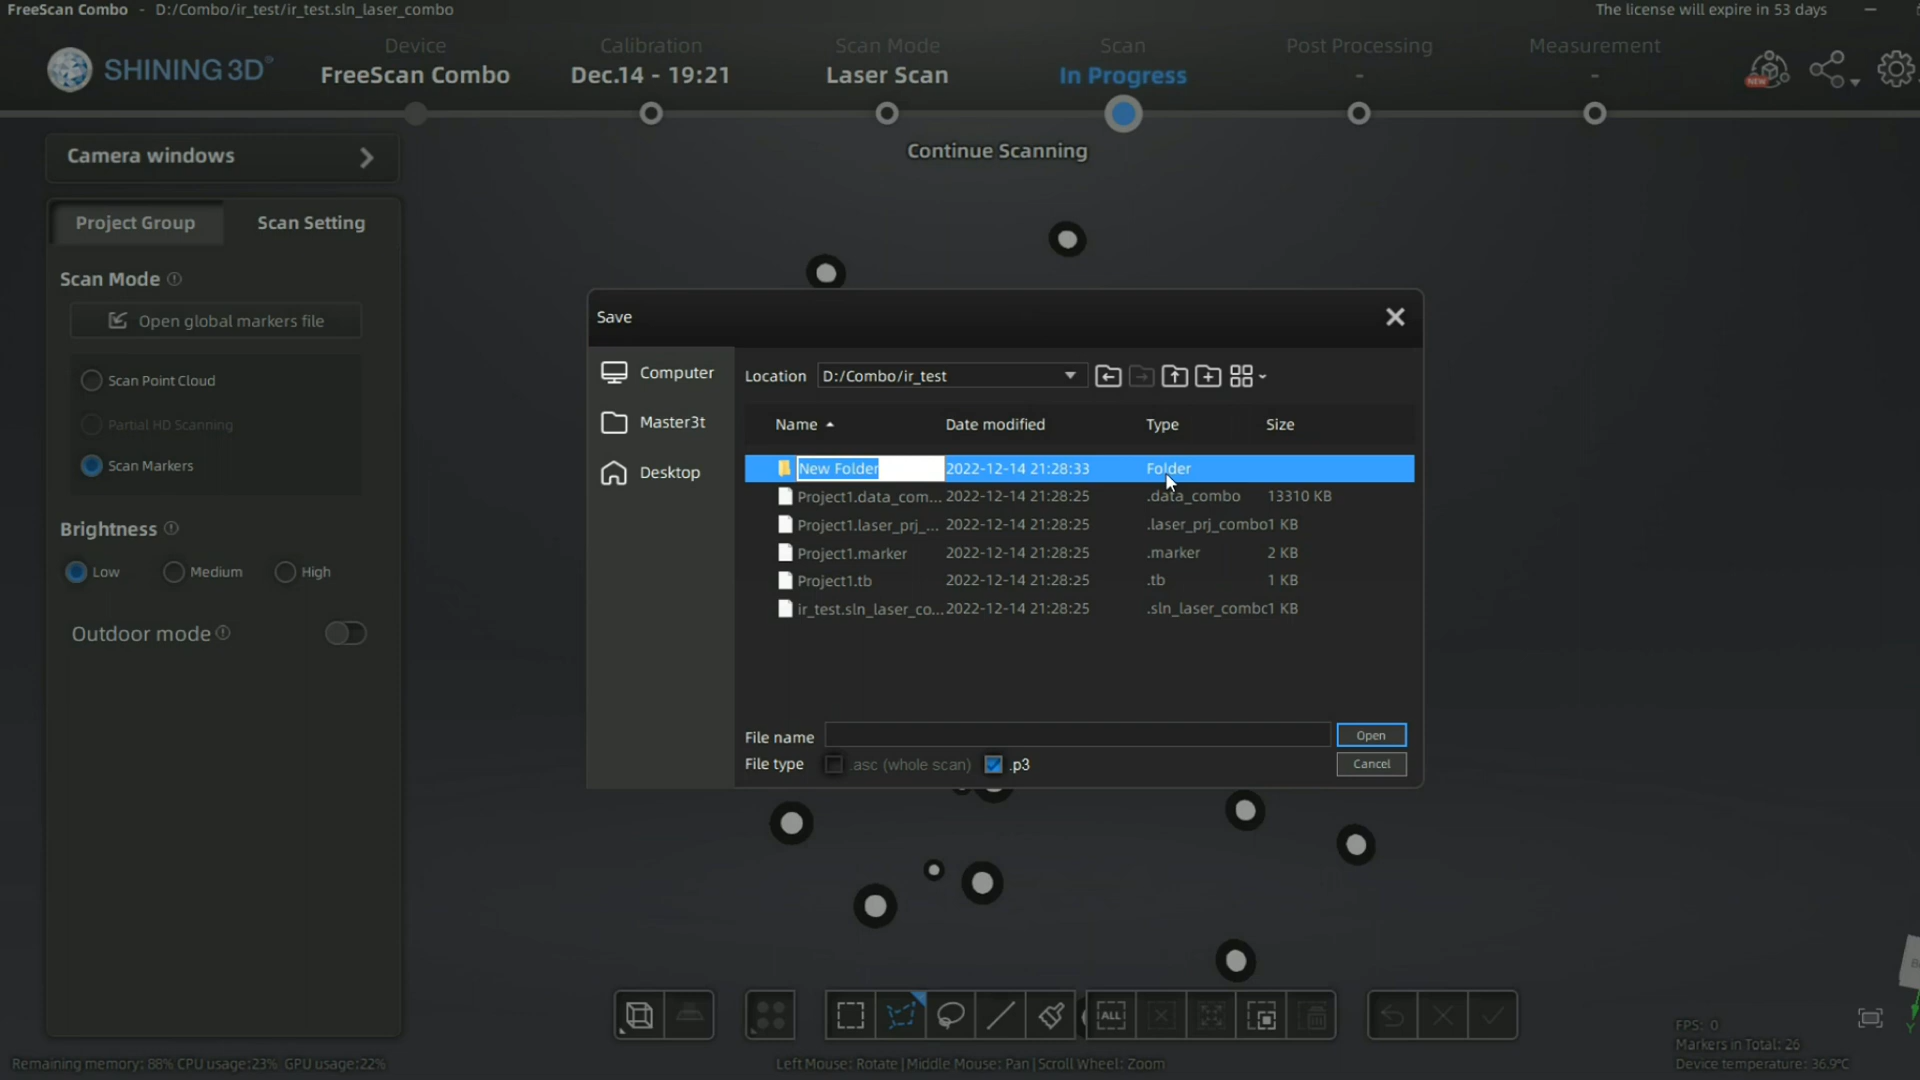 FreeScan Combo - D:/Combo/ir_test/ir_test.sln_laser_combo
The license will expire in 53 days
SHINING 3D®
Device
FreeScan Combo
Calibration
Dec.14 - 19:21
Scan Mode
Laser Scan
Scan
In Progress
Post Processing
-
Measurement
-
NEW
Camera windows
Continue Scanning
Project Group
Scan Setting
Scan Mode
Open global markers file
Scan Point Cloud
Partial HD Scanning
Scan Markers
Brightness
Low Medium High
Outdoor mode
Save
Computer
Master3t
Desktop
Location D:/Combo/ir_test
Name Date modified Type Size
New Folder 2022-12-14 21:28:33 Folder
Project1.data_com... 2022-12-14 21:28:25 .data_combo 13310 KB
Project1.laser_prj_... 2022-12-14 21:28:25 .laser_prj_combo1 KB
Project1.marker 2022-12-14 21:28:25 .marker 2 KB
Project1.tb 2022-12-14 21:28:25 .tb 1 KB
ir_test.sln_laser_co... 2022-12-14 21:28:25 .sln_laser_combc1 KB
File name
Open
File type .asc (whole scan) .p3
Cancel
ALL
Remaining memory: 88% CPU usage:23% GPU usage:22%
Left Mouse: Rotate | Middle Mouse: Pan | Scroll Wheel: Zoom
FPS: 0
Markers in Total: 26
Device temperature: 36.9°C
Y